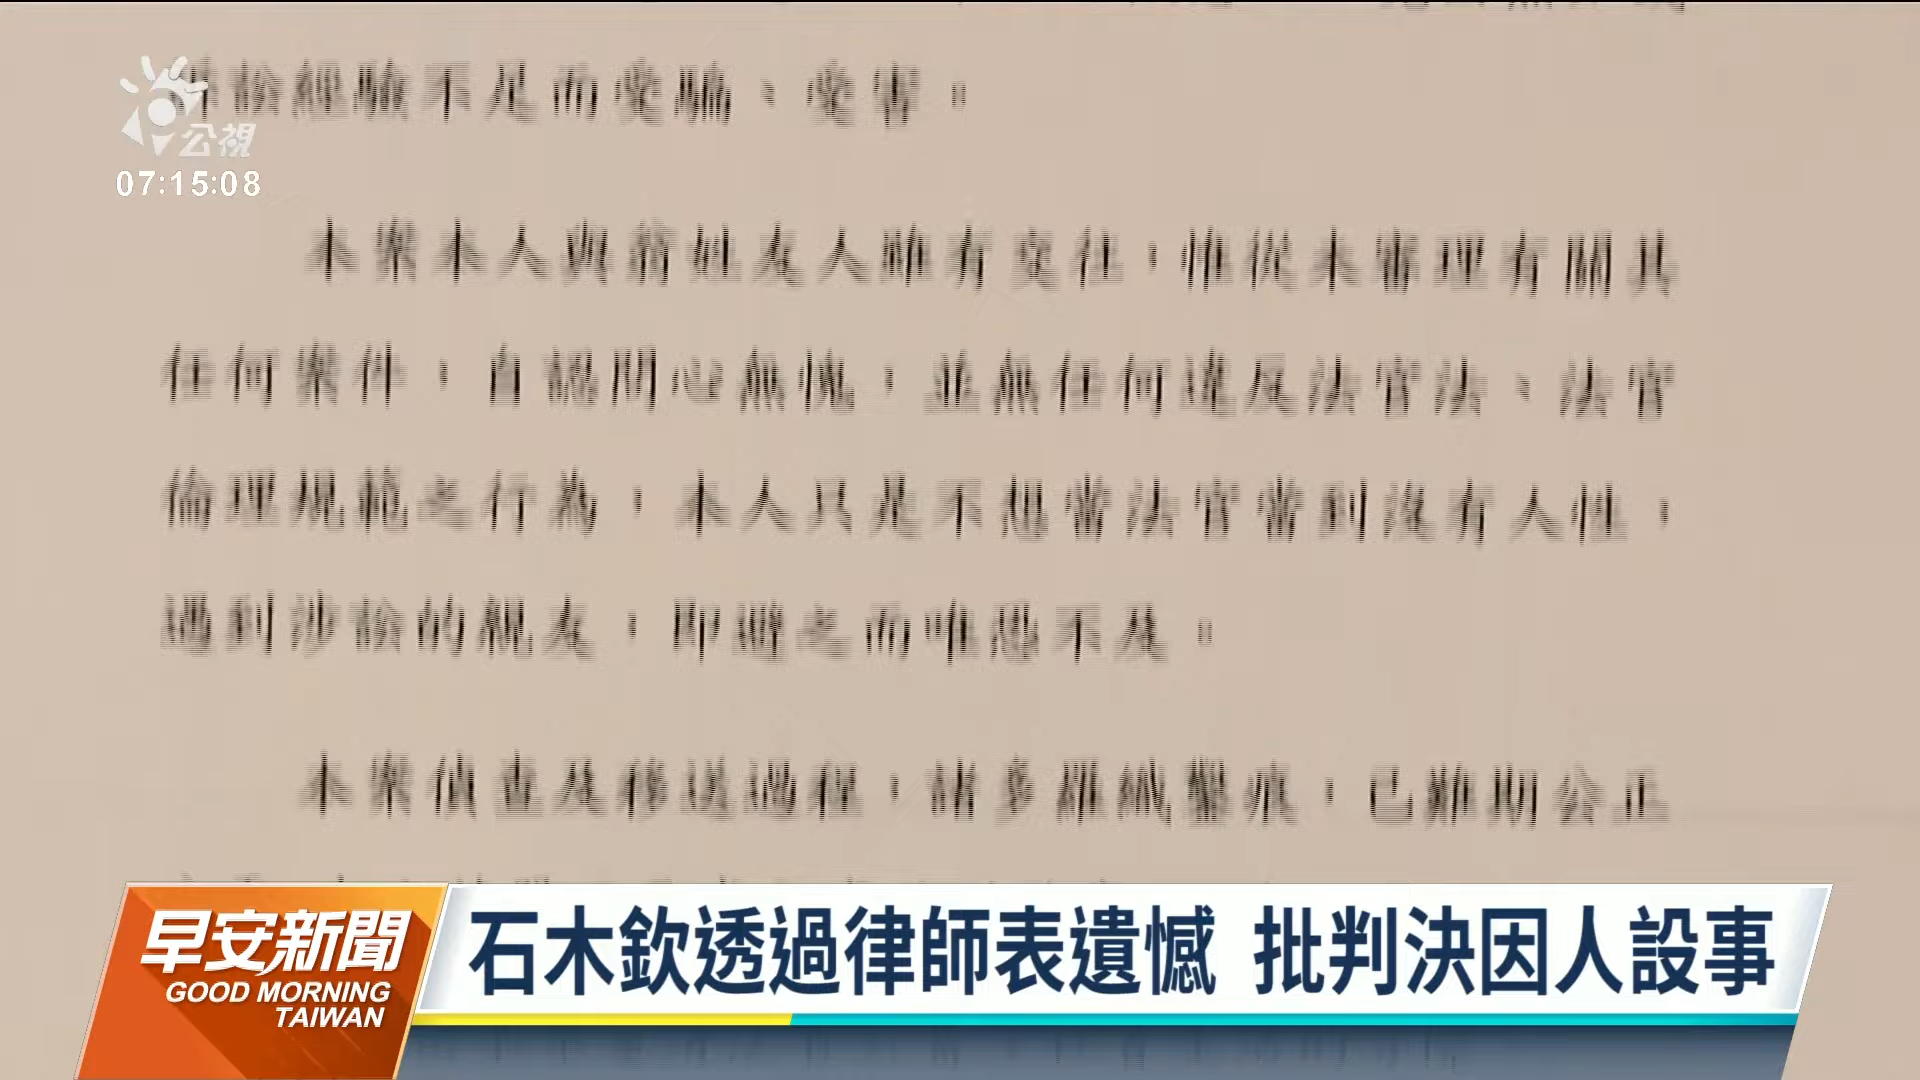 訴訟經驗不足而受騙、受害。
公視
07:15:08
本案本人與翁姓友人雖有交往，惟從未審理有關其
任何案件，自認問心無愧，並無任何違反法官法、法官
倫理規範之行為，本人只是不想當法官當到沒有人性，
遇到涉訟的親友，即避之而唯恐不及。
本案偵查及移送過程，諸多羅織鑿痕，已難期公正
早安新聞
GOOD MORNING
TAIWAN
石木欽透過律師表遺憾 批判決因人設事